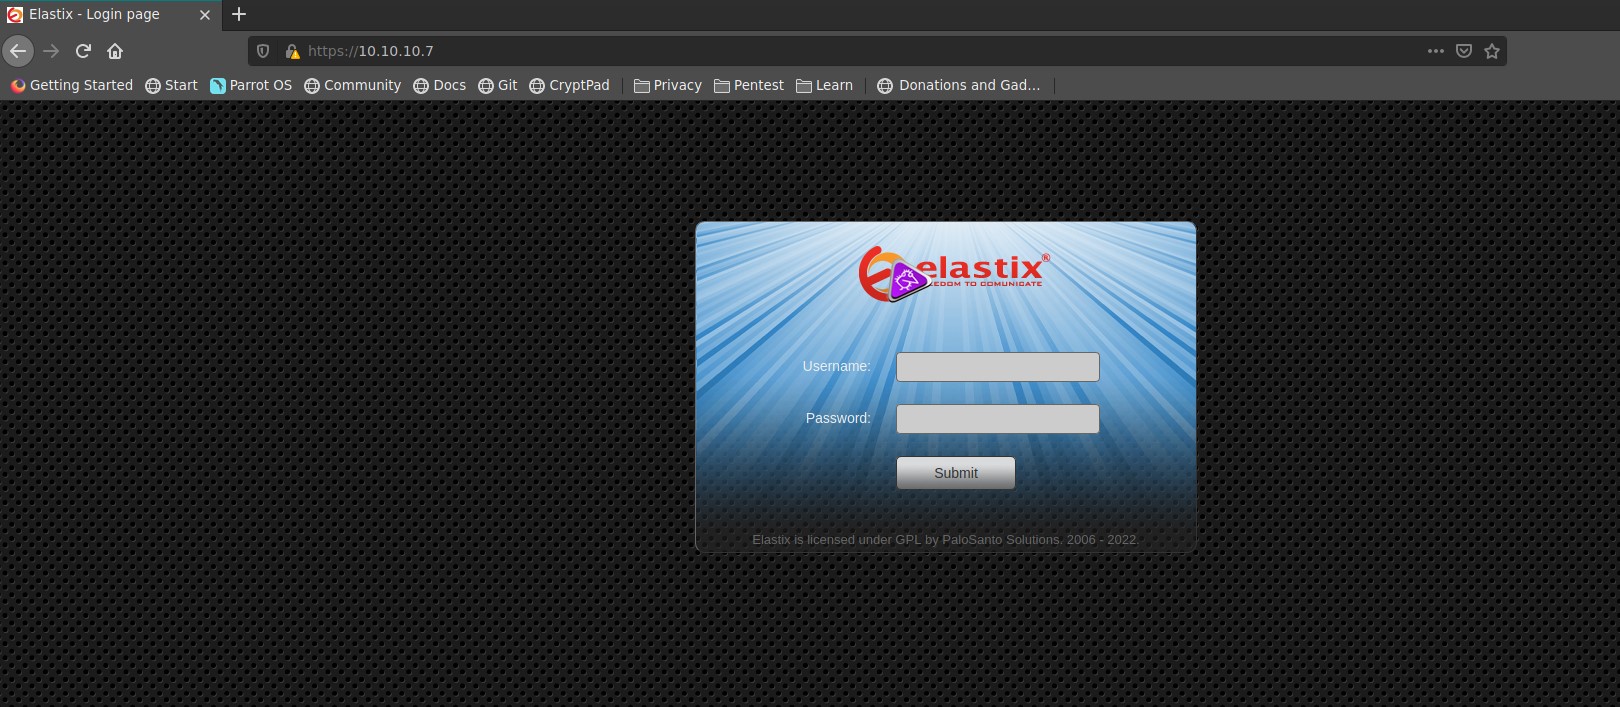 Elastix - Login page
https://10.10.10.7
Getting Started Start Parrot OS Community Docs Git CryptPad Privacy Pentest Learn Donations and Gad...
elastix®
EDOM TO COMUNICATE
Username:
Password:
Submit
Elastix is licensed under GPL by PaloSanto Solutions. 2006 - 2022.